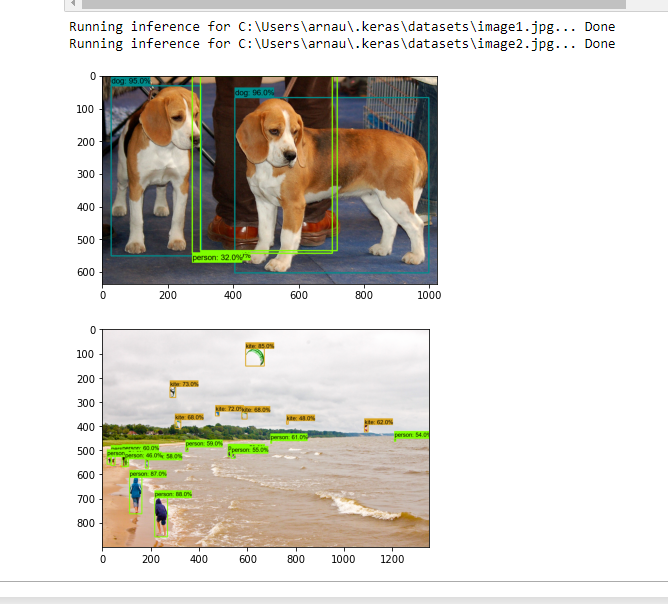 Running inference for C:\Users\arnau\.keras\datasets\image1.jpg... Done
Running inference for C:\Users\arnau\.keras\datasets\image2.jpg... Done
0
dog: 95.0%
dog: 96.0%
100
200
300
400
500
person: 32.0%
600
0 200 400 600 800 1000
0
kite: 85.0%
100
200
kite: 73.0%
300
kite: 72.0% kite: 68.0%
kite: 68.0% kite: 48.0%
kite: 62.0%
400
person: 61.0% person: 54.0%
person: 59.0%
500
person: 60.0% person: 55.0%
person: 46.0% 58.0%
600
person: 87.0%
700
person: 88.0%
800
0 200 400 600 800 1000 1200